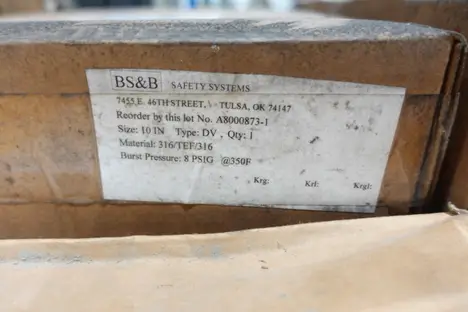 BS&B SAFETY SYSTEMS
7455 E. 46TH STREET, TULSA, OK 74147
Reorder by this lot No. A8000873-1
Size: 10 IN Type: DV, Qty: 1
Material: 316/TEF/316
Burst Pressure: 8 PSIG @350F
Krg: Krl: Krgl: